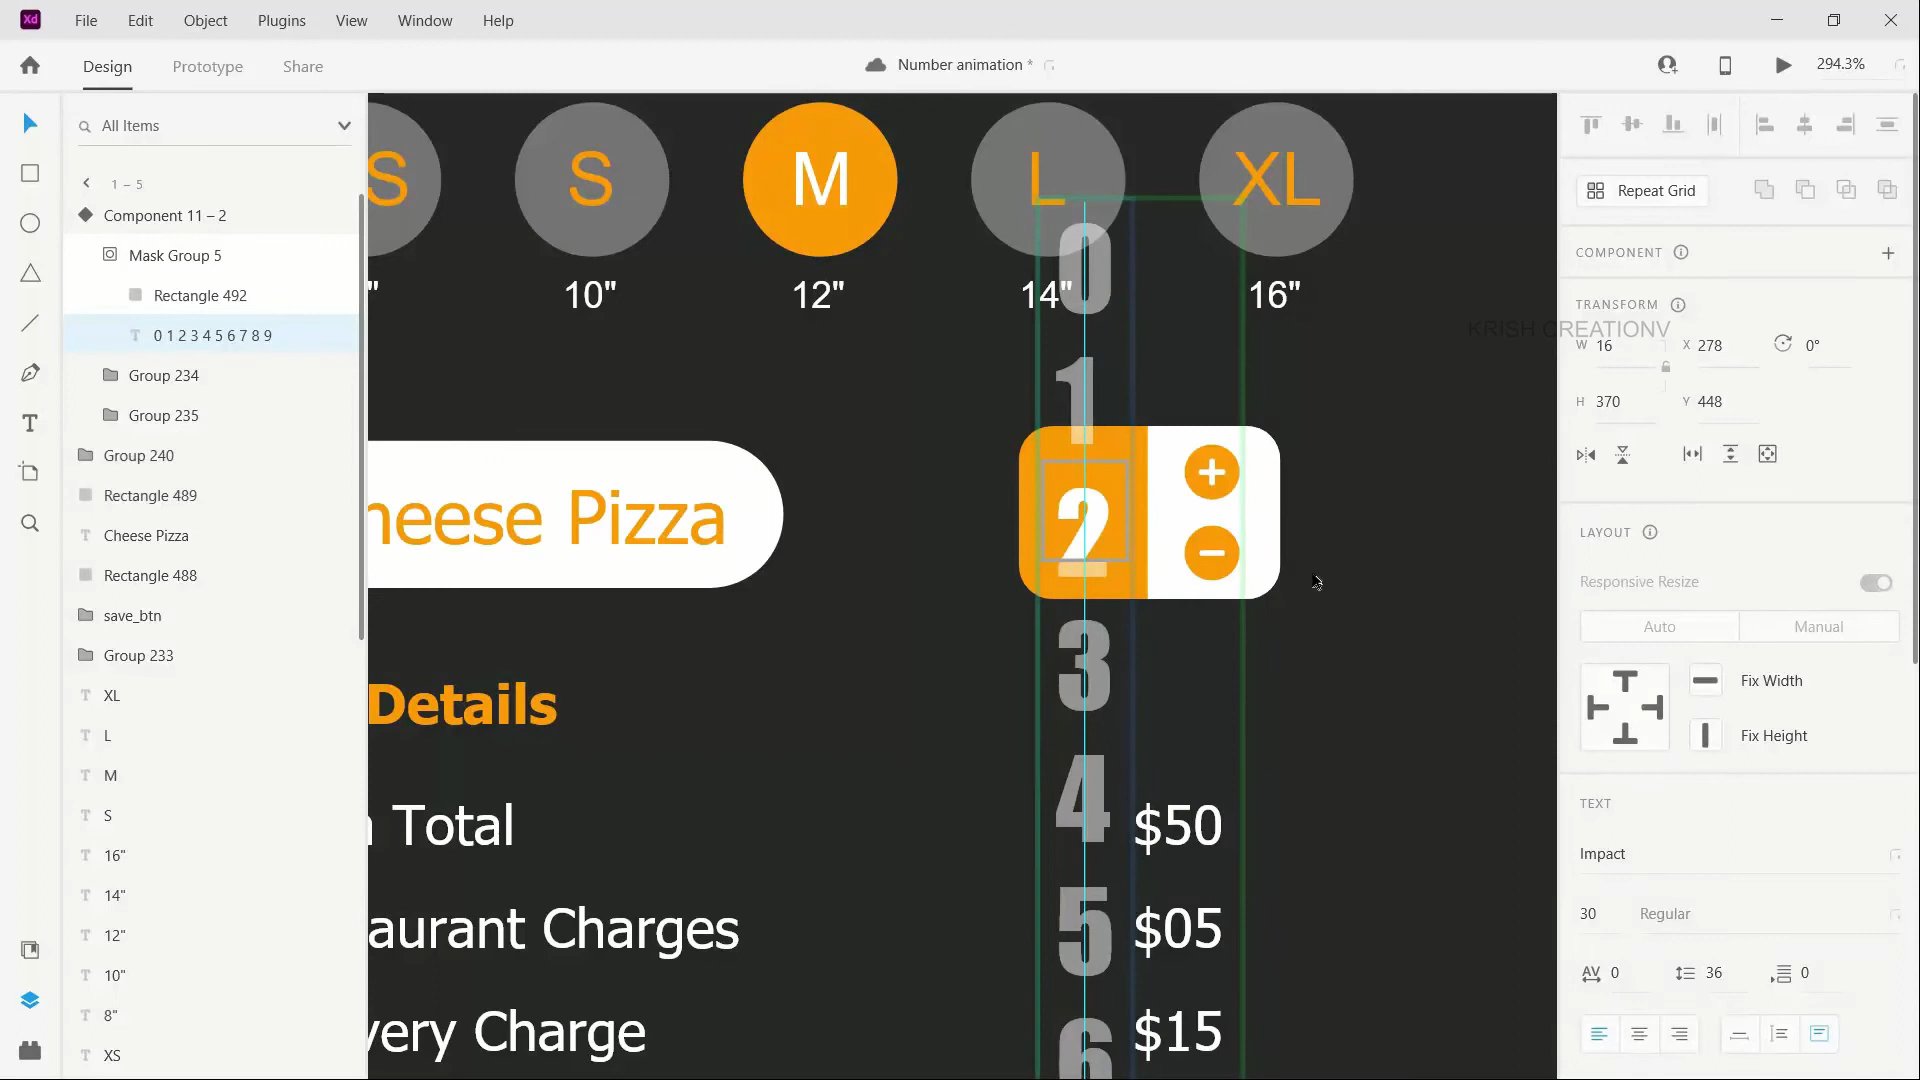 Xd File Edit Object Plugins View Window Help
Design Prototype Share Number animation * 294.3%
All Items
1 – 5
Component 11 – 2
Mask Group 5
Rectangle 492
0 1 2 3 4 5 6 7 8 9
Group 234
Group 235
Group 240
Rectangle 489
Cheese Pizza
Rectangle 488
save_btn
Group 233
XL
L
M
S
16"
14"
12"
10"
8"
XS
S S M L XL
" 10" 12" 14" 16"
0
1
2
3
4
5
6
+
−
heese Pizza
Details
Total $50
aurant Charges $05
very Charge $15
Repeat Grid
COMPONENT
TRANSFORM
KRISH CREATIONV
W 16 X 278 0°
H 370 Y 448
LAYOUT
Responsive Resize
Auto Manual
Fix Width
Fix Height
TEXT
Impact
30 Regular
AV 0 36 0